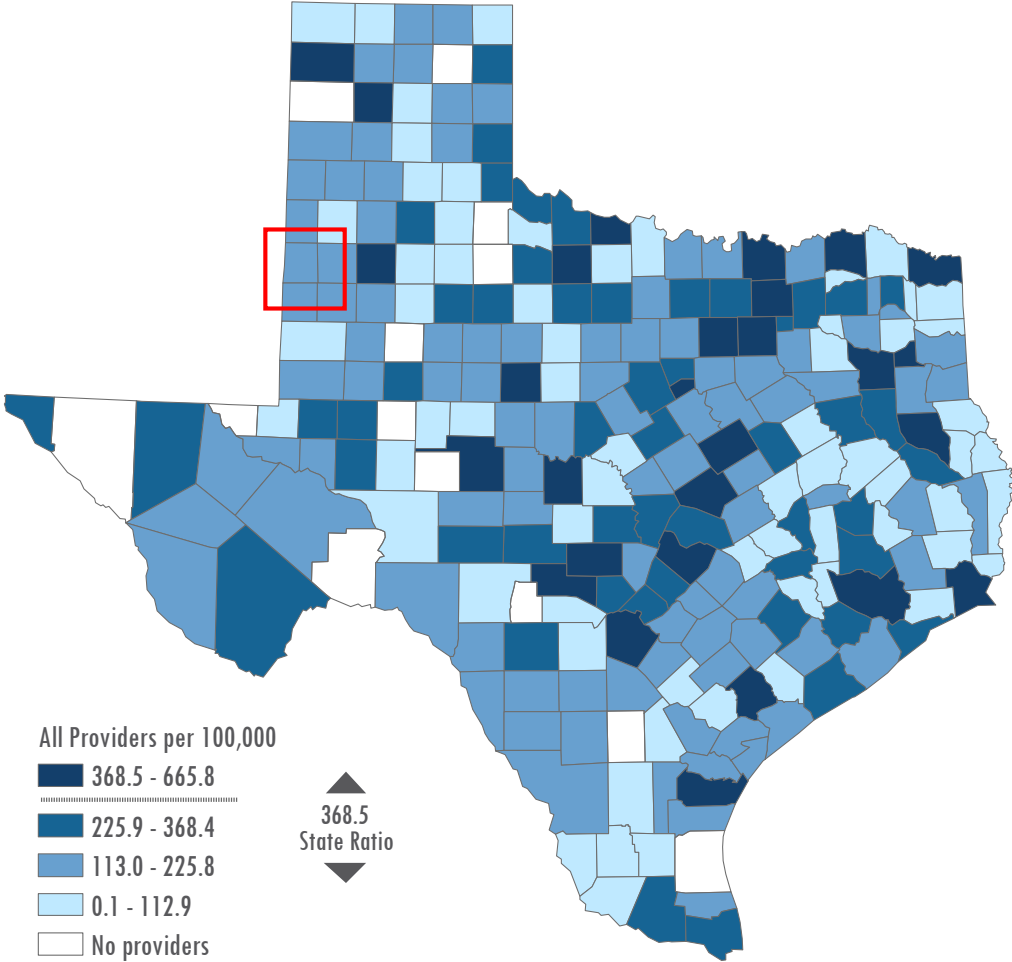 All Providers per 100,000
368.5 - 665.8
225.9 - 368.4
113.0 - 225.8
0.1 - 112.9
No providers
368.5
State Ratio